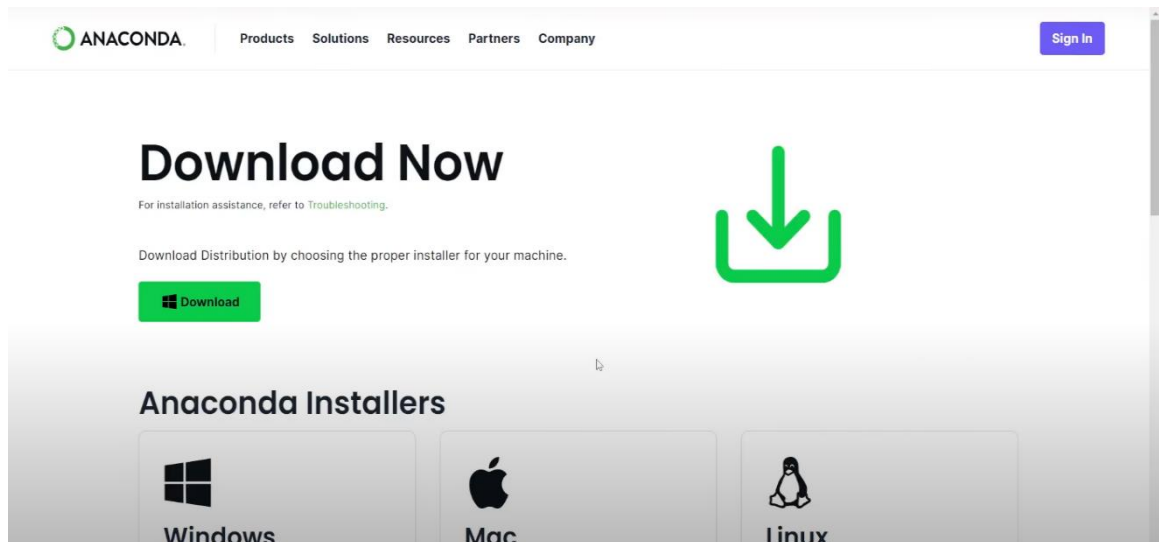 ANACONDA. Products Solutions Resources Partners Company Sign In
Download Now
For installation assistance, refer to Troubleshooting.
Download Distribution by choosing the proper installer for your machine.
Download
Anaconda Installers
Windows Mac Linux